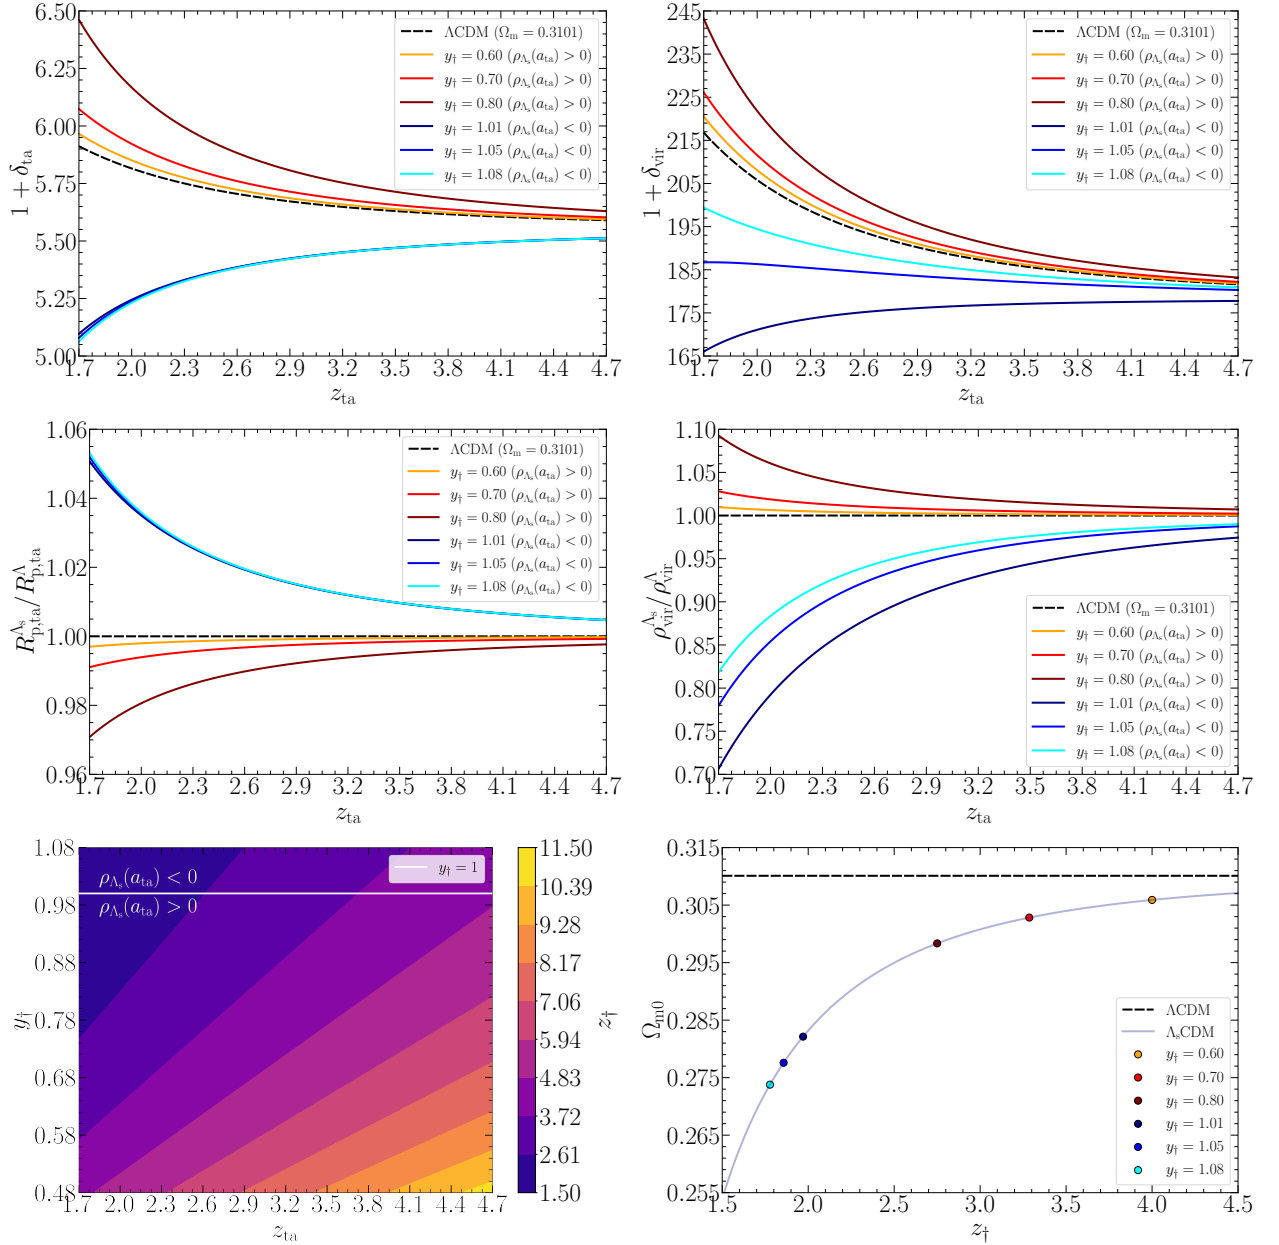 6.50
6.25
6.00
5.75
5.50
5.25
5.00
1 + δ_ta
1.7 2.0 2.3 2.6 2.9 3.2 3.5 3.8 4.1 4.4 4.7
z_ta
ΛCDM (Ω_m = 0.3101)
y_† = 0.60 (ρ_Λs(a_ta) > 0)
y_† = 0.70 (ρ_Λs(a_ta) > 0)
y_† = 0.80 (ρ_Λs(a_ta) > 0)
y_† = 1.01 (ρ_Λs(a_ta) < 0)
y_† = 1.05 (ρ_Λs(a_ta) < 0)
y_† = 1.08 (ρ_Λs(a_ta) < 0)
245
235
225
215
205
195
185
175
165
1 + δ_vir
1.7 2.0 2.3 2.6 2.9 3.2 3.5 3.8 4.1 4.4 4.7
z_ta
ΛCDM (Ω_m = 0.3101)
y_† = 0.60 (ρ_Λs(a_ta) > 0)
y_† = 0.70 (ρ_Λs(a_ta) > 0)
y_† = 0.80 (ρ_Λs(a_ta) > 0)
y_† = 1.01 (ρ_Λs(a_ta) < 0)
y_† = 1.05 (ρ_Λs(a_ta) < 0)
y_† = 1.08 (ρ_Λs(a_ta) < 0)
1.06
1.04
1.02
1.00
0.98
0.96
R^Λs_p,ta/R^Λ_p,ta
1.7 2.0 2.3 2.6 2.9 3.2 3.5 3.8 4.1 4.4 4.7
z_ta
ΛCDM (Ω_m = 0.3101)
y_† = 0.60 (ρ_Λs(a_ta) > 0)
y_† = 0.70 (ρ_Λs(a_ta) > 0)
y_† = 0.80 (ρ_Λs(a_ta) > 0)
y_† = 1.01 (ρ_Λs(a_ta) < 0)
y_† = 1.05 (ρ_Λs(a_ta) < 0)
y_† = 1.08 (ρ_Λs(a_ta) < 0)
1.10
1.05
1.00
0.95
0.90
0.85
0.80
0.75
0.70
ρ^Λs_vir/ρ^Λ_vir
1.7 2.0 2.3 2.6 2.9 3.2 3.5 3.8 4.1 4.4 4.7
z_ta
ΛCDM (Ω_m = 0.3101)
y_† = 0.60 (ρ_Λs(a_ta) > 0)
y_† = 0.70 (ρ_Λs(a_ta) > 0)
y_† = 0.80 (ρ_Λs(a_ta) > 0)
y_† = 1.01 (ρ_Λs(a_ta) < 0)
y_† = 1.05 (ρ_Λs(a_ta) < 0)
y_† = 1.08 (ρ_Λs(a_ta) < 0)
1.08
0.98
0.88
0.78
0.68
0.58
0.48
y_†
1.7 2.0 2.3 2.6 2.9 3.2 3.5 3.8 4.1 4.4 4.7
z_ta
ρ_Λs(a_ta) < 0
ρ_Λs(a_ta) > 0
y_† = 1
11.50
10.39
9.28
8.17
7.06
5.94
4.83
3.72
2.61
1.50
z_†
0.315
0.305
0.295
0.285
0.275
0.265
0.255
Ω_m0
1.5 2.0 2.5 3.0 3.5 4.0 4.5
z_†
ΛCDM
Λ_sCDM
y_† = 0.60
y_† = 0.70
y_† = 0.80
y_† = 1.01
y_† = 1.05
y_† = 1.08